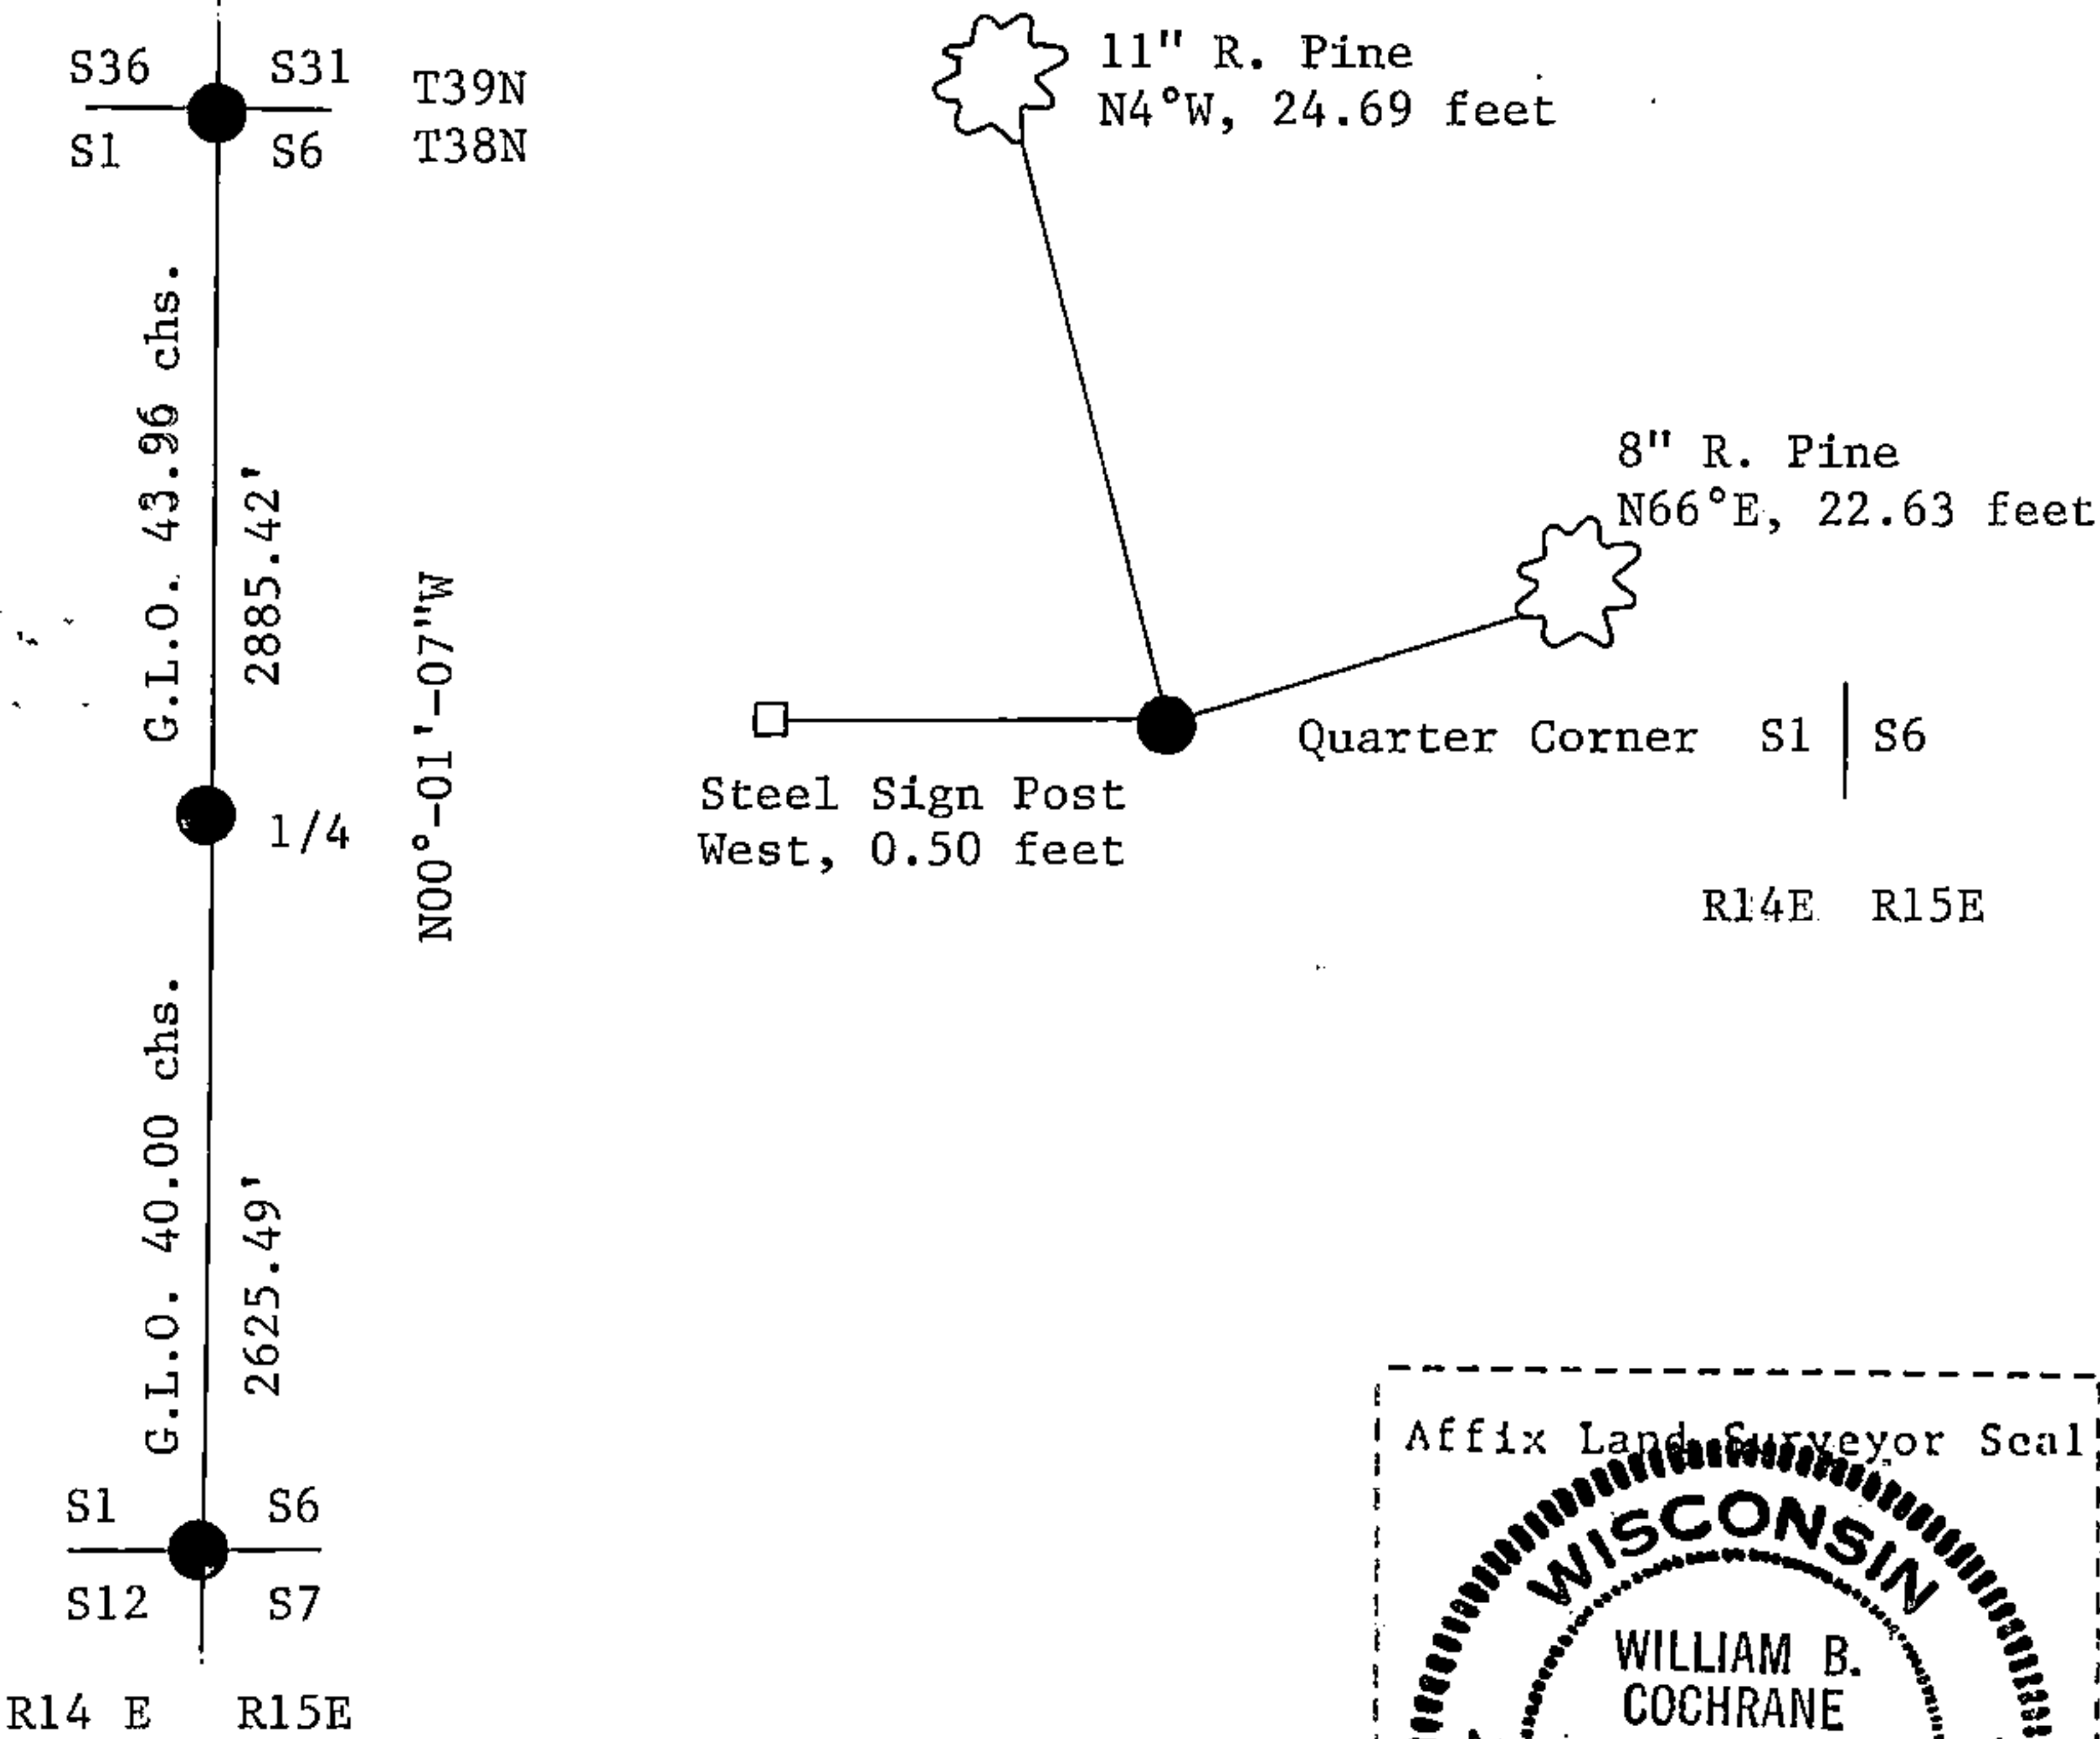 S36 S31 T39N
S1 S6 T38N
G.L.O. 43.96 chs.
2885.42'
1/4
N00°-01'-07"W
G.L.O. 40.00 chs.
2625.49'
S1 S6
S12 S7
R14 E R15E
11" R. Pine
N4°W, 24.69 feet
8" R. Pine
N66°E, 22.63 feet
Quarter Corner S1 | S6
Steel Sign Post
West, 0.50 feet
R14E R15E
Affix Land Surveyor Seal
WISCONSIN
WILLIAM B.
COCHRANE